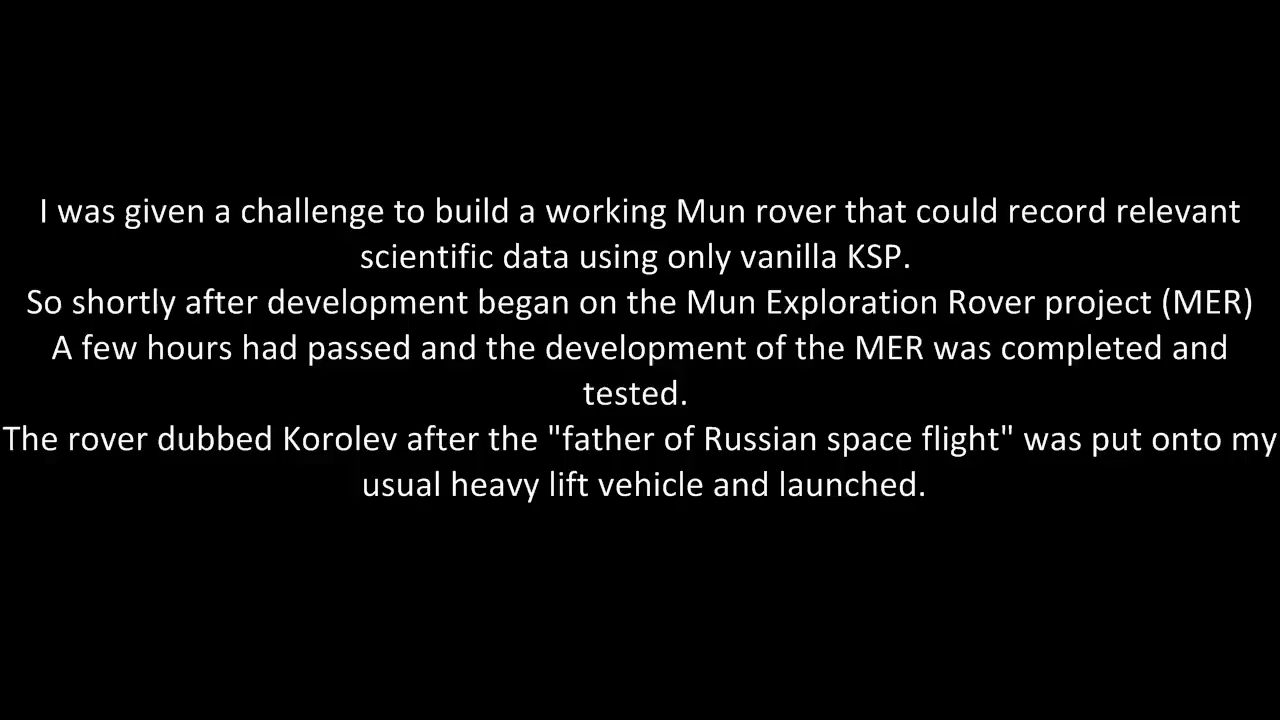 I was given a challenge to build a working Mun rover that could record relevant
scientific data using only vanilla KSP.
So shortly after development began on the Mun Exploration Rover project (MER)
A few hours had passed and the development of the MER was completed and
tested.
The rover dubbed Korolev after the "father of Russian space flight" was put onto my
usual heavy lift vehicle and launched.